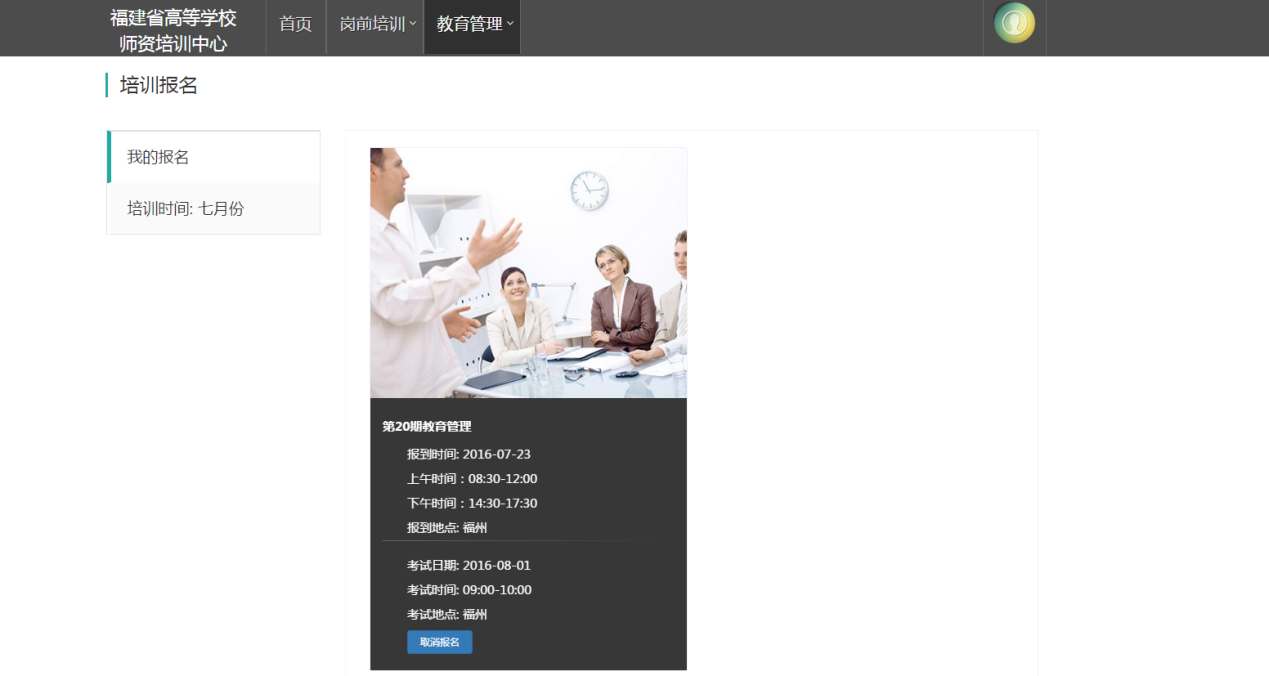 福建省高等学校
师资培训中心
首页
岗前培训
教育管理
培训报名
我的报名
培训时间: 七月份
第20期教育管理
报到时间: 2016-07-23
上午时间：08:30-12:00
下午时间：14:30-17:30
报到地点: 福州
考试日期: 2016-08-01
考试时间: 09:00-10:00
考试地点: 福州
取消报名